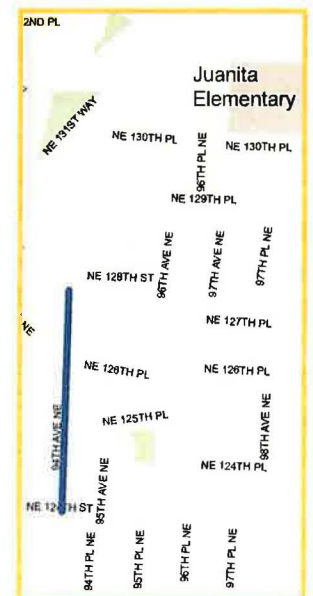 2ND PL
Juanita
Elementary
NE 131ST WAY
NE 130TH PL
96TH PL NE
NE 130TH PL
NE 129TH PL
96TH AVE NE
97TH AVE NE
97TH PL NE
NE 128TH ST
NE 127TH PL
NE
NE 126TH PL
NE 126TH PL
94TH AVE NE
NE 125TH PL
98TH AVE NE
95TH AVE NE
NE 124TH PL
NE 124TH ST
94TH PL NE
95TH PL NE
96TH PL NE
97TH PL NE